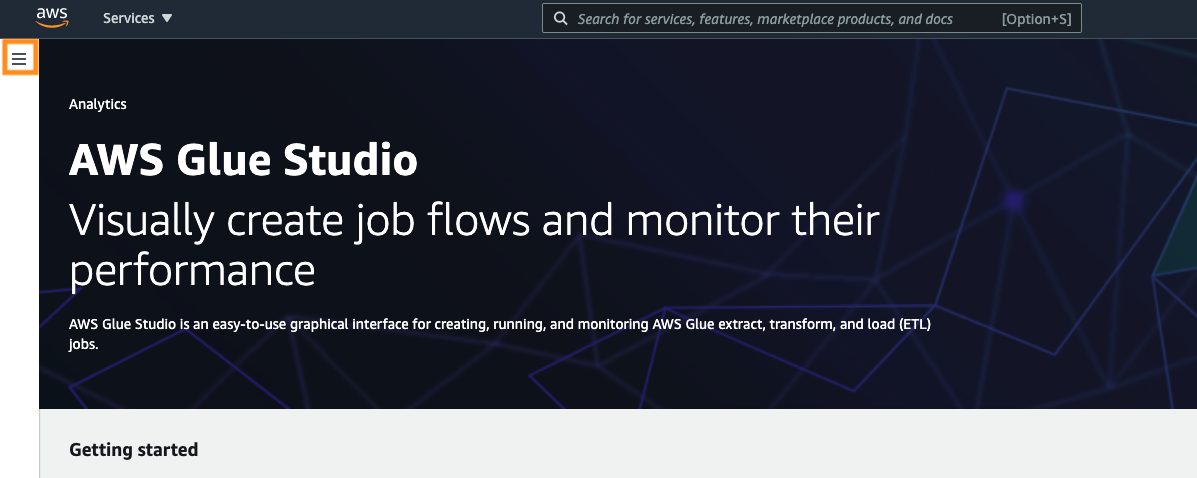 aws
Services ▼
Search for services, features, marketplace products, and docs
[Option+S]
Analytics
AWS Glue Studio
Visually create job flows and monitor their
performance
AWS Glue Studio is an easy-to-use graphical interface for creating, running, and monitoring AWS Glue extract, transform, and load (ETL)
jobs.
Getting started